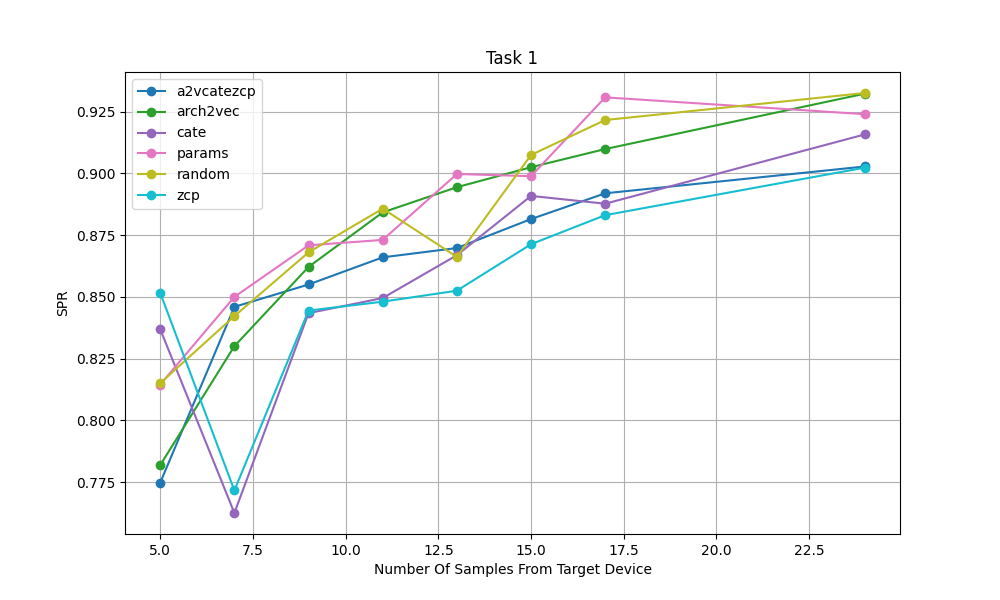 Task 1
a2vcatezcp
arch2vec
cate
params
random
zcp
SPR
0.925
0.900
0.875
0.850
0.825
0.800
0.775
5.0 7.5 10.0 12.5 15.0 17.5 20.0 22.5
Number Of Samples From Target Device